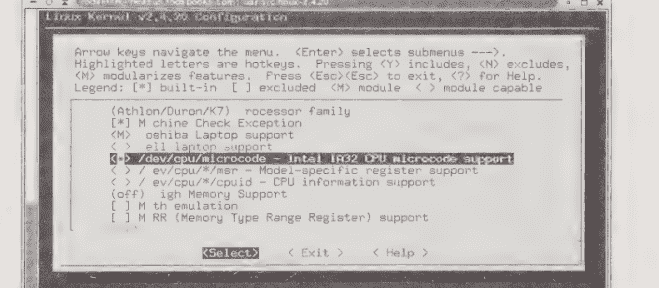 Linux Kernel v2.4.20 Configuration
Arrow keys navigate the menu. <Enter> selects submenus --->.
Highlighted letters are hotkeys. Pressing <Y> includes, <N> excludes,
<M> modularizes features. Press <Esc><Esc> to exit, <?> for Help.
Legend: [*] built-in [ ] excluded <M> module < > module capable
(Athlon/Duron/K7) rocessor family
[*] M chine Check Exception
<M> oshiba Laptop support
< > ell laptop support
<*> /dev/cpu/microcode - Intel IA32 CPU microcode support
< > / ev/cpu/*/msr - Model-specific register support
< > / ev/cpu/*/cpuid - CPU information support
(off) igh Memory Support
[ ] M th emulation
[ ] M RR (Memory Type Range Register) support
<Select> < Exit > < Help >